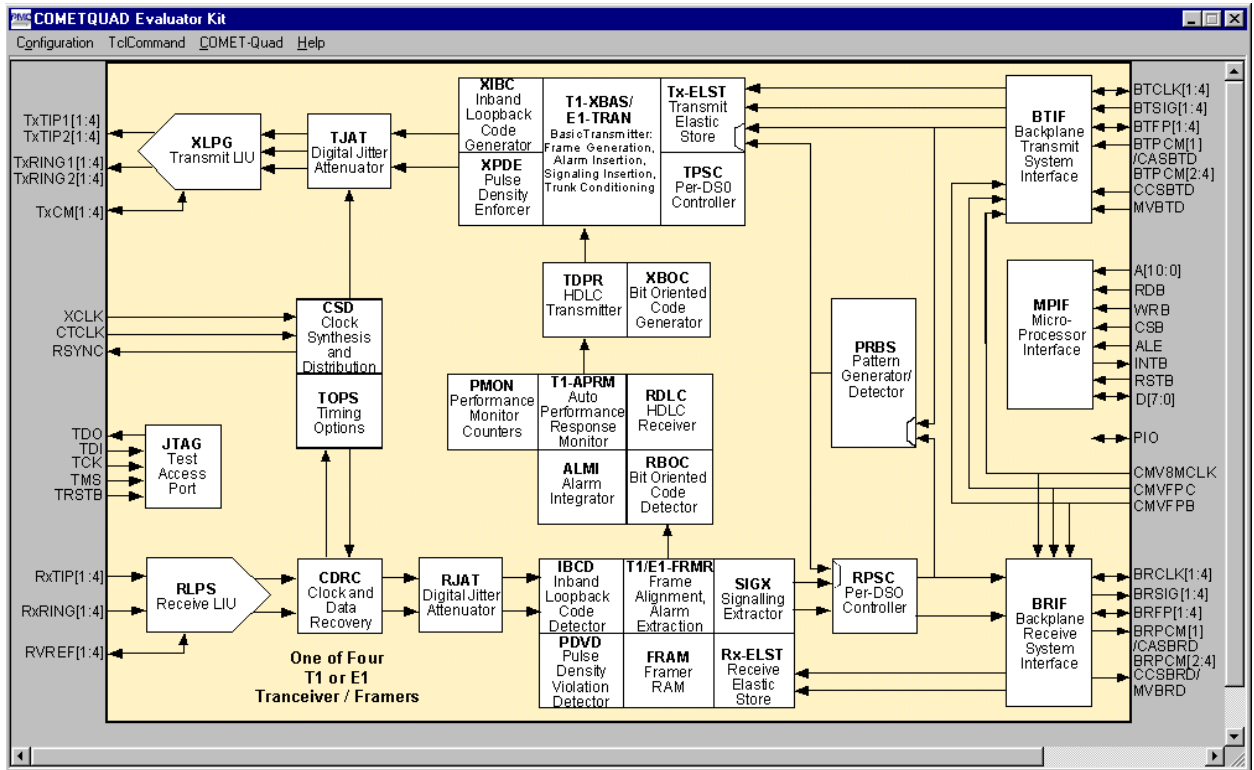 PMC COMETQUAD Evaluator Kit
Configuration TclCommand COMET-Quad Help
TxTIP1[1:4]
TxTIP2[1:4]
TxRING1[1:4]
TxRING2[1:4]
TxCM[1:4]
XLPG
Transmit LIU
TJAT
Digital Jitter
Attenuator
XIBC
Inband
Loopback
Code
Generator
XPDE
Pulse
Density
Enforcer
T1-XBAS/
E1-TRAN
BasicTransmitter:
Frame Generation,
Alarm Insertion,
Signaling Insertion,
Trunk Conditioning
Tx-ELST
Transmit
Elastic
Store
TPSC
Per-DS0
Controller
BTIF
Backplane
Transmit
System
Interface
BTCLK[1:4]
BTSIG[1:4]
BTFP[1:4]
BTPCM[1]
/CASBTD
BTPCM[2:4]
CCSBTD
MVBTD
XCLK
CTCLK
RSYNC
CSD
Clock
Synthesis
and
Distribution
TOPS
Timing
Options
TDPR
HDLC
Transmitter
XBOC
Bit Oriented
Code
Generator
PRBS
Pattern
Generator/
Detector
MPIF
Micro-
Processor
Interface
A[10:0]
RDB
WRB
CSB
ALE
INTB
RSTB
D[7:0]
PMON
Performance
Monitor
Counters
T1-APRM
Auto
Performance
Response
Monitor
RDLC
HDLC
Receiver
ALMI
Alarm
Integrator
RBOC
Bit Oriented
Code
Detector
PIO
CMV8MCLK
CMVFPC
CMVFPB
TDO
TDI
TCK
TMS
TRSTB
JTAG
Test
Access
Port
RxTIP[1:4]
RxRING[1:4]
RVREF[1:4]
RLPS
Receive LIU
CDRC
Clock and
Data
Recovery
RJAT
Digital Jitter
Attenuator
IBCD
Inband
Loopback
Code
Detector
PDVD
Pulse
Density
Violation
Detector
T1/E1-FRMR
Frame
Alignment,
Alarm
Extraction
FRAM
Framer
RAM
SIGX
Signalling
Extractor
Rx-ELST
Receive
Elastic
Store
RPSC
Per-DS0
Controller
BRIF
Backplane
Receive
System
Interface
BRCLK[1:4]
BRSIG[1:4]
BRFP[1:4]
BRPCM[1]
/CASBRD
BRPCM[2:4]
CCSBRD/
MVBRD
One of Four
T1 or E1
Tranceiver / Framers